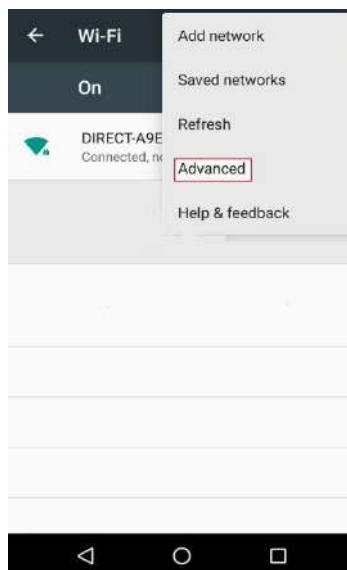 Wi-Fi
On
DIRECT-A9E
Connected,
Add network
Saved networks
Refresh
Advanced
Help & feedback